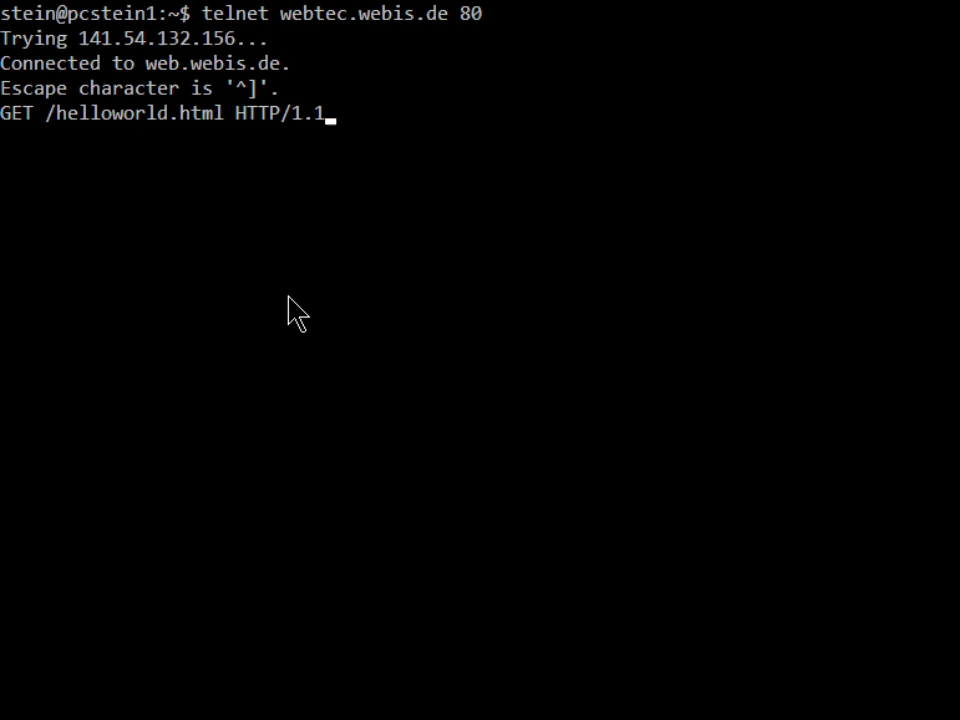 stein@pcstein1:~$ telnet webtec.webis.de 80
Trying 141.54.132.156...
Connected to web.webis.de.
Escape character is '^]'.
GET /helloworld.html HTTP/1.1